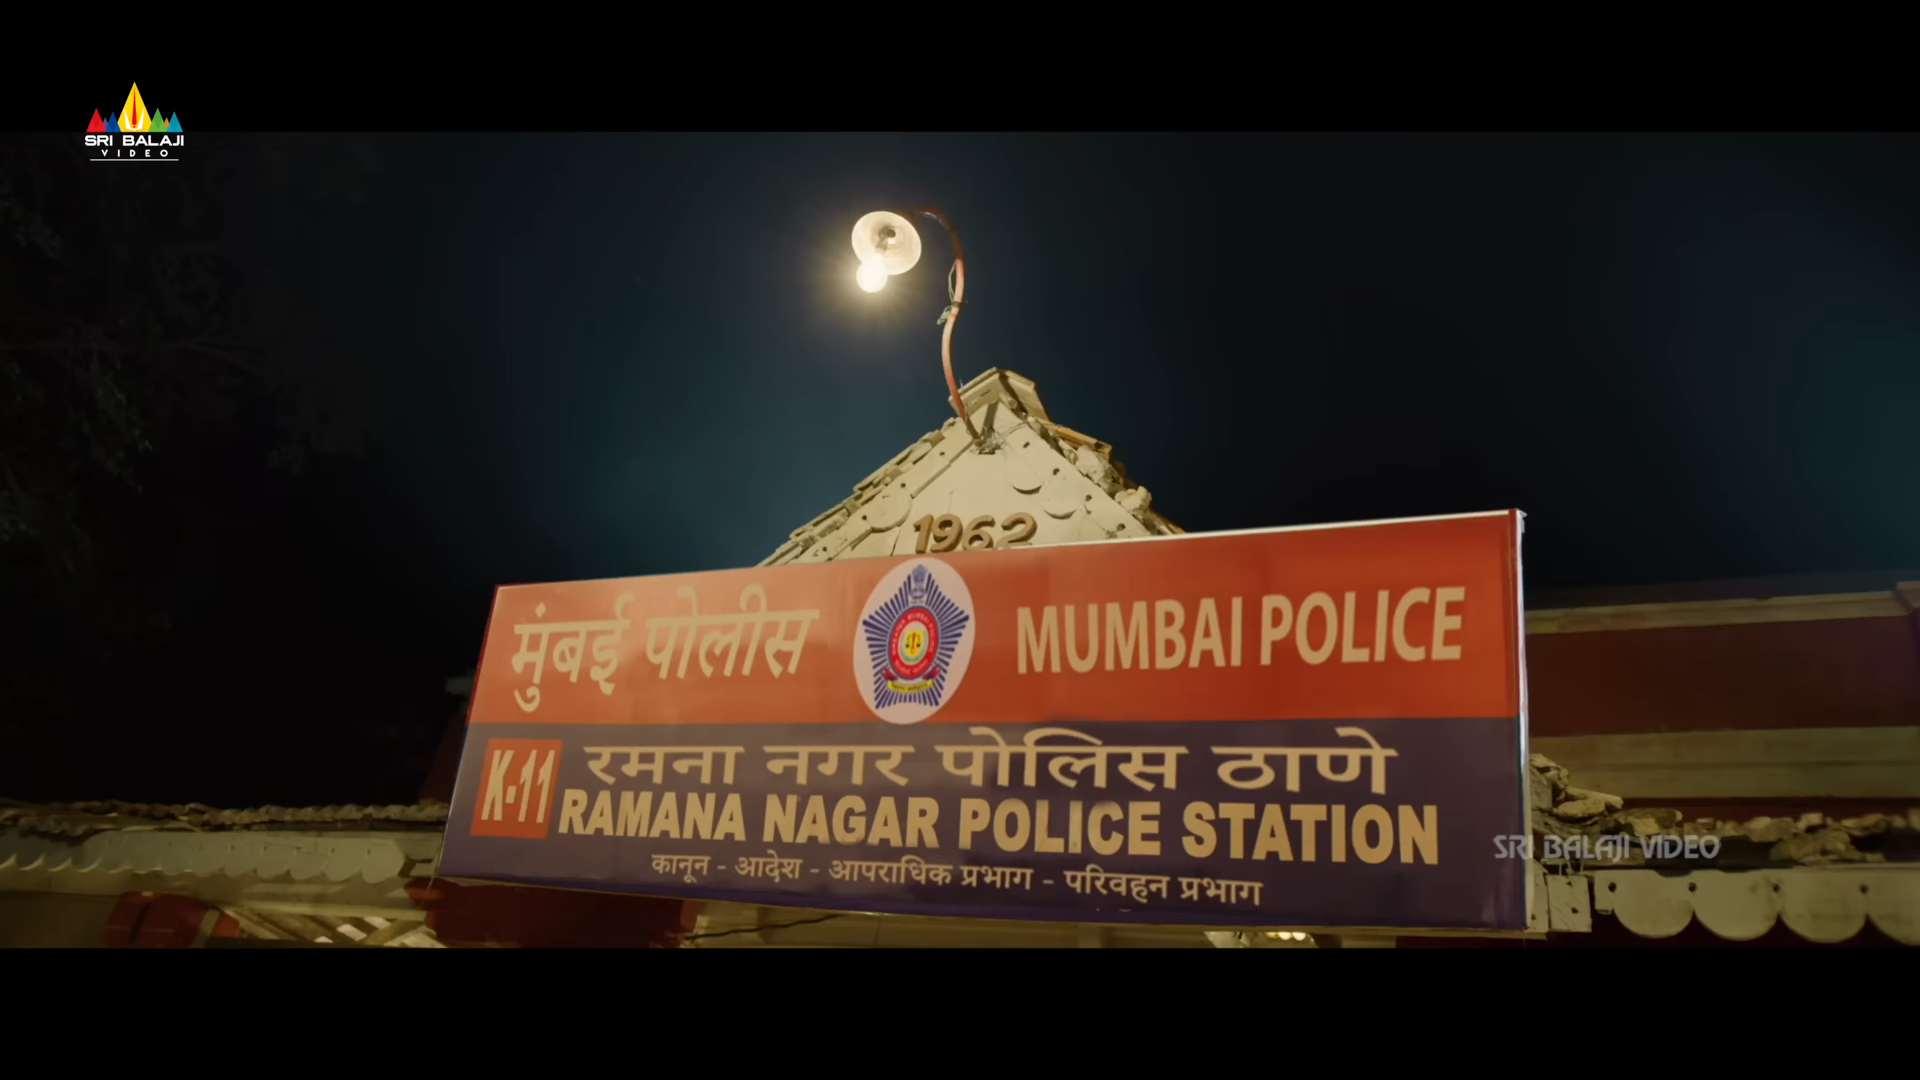 SRI BALAJI
VIDEO
1962
मुंबई पोलीस
MUMBAI POLICE
K-11
रमना नगर पोलिस ठाणे
RAMANA NAGAR POLICE STATION
कानून - आदेश - आपराधिक प्रभाग - परिवहन प्रभाग
SRI BALAJI VIDEO